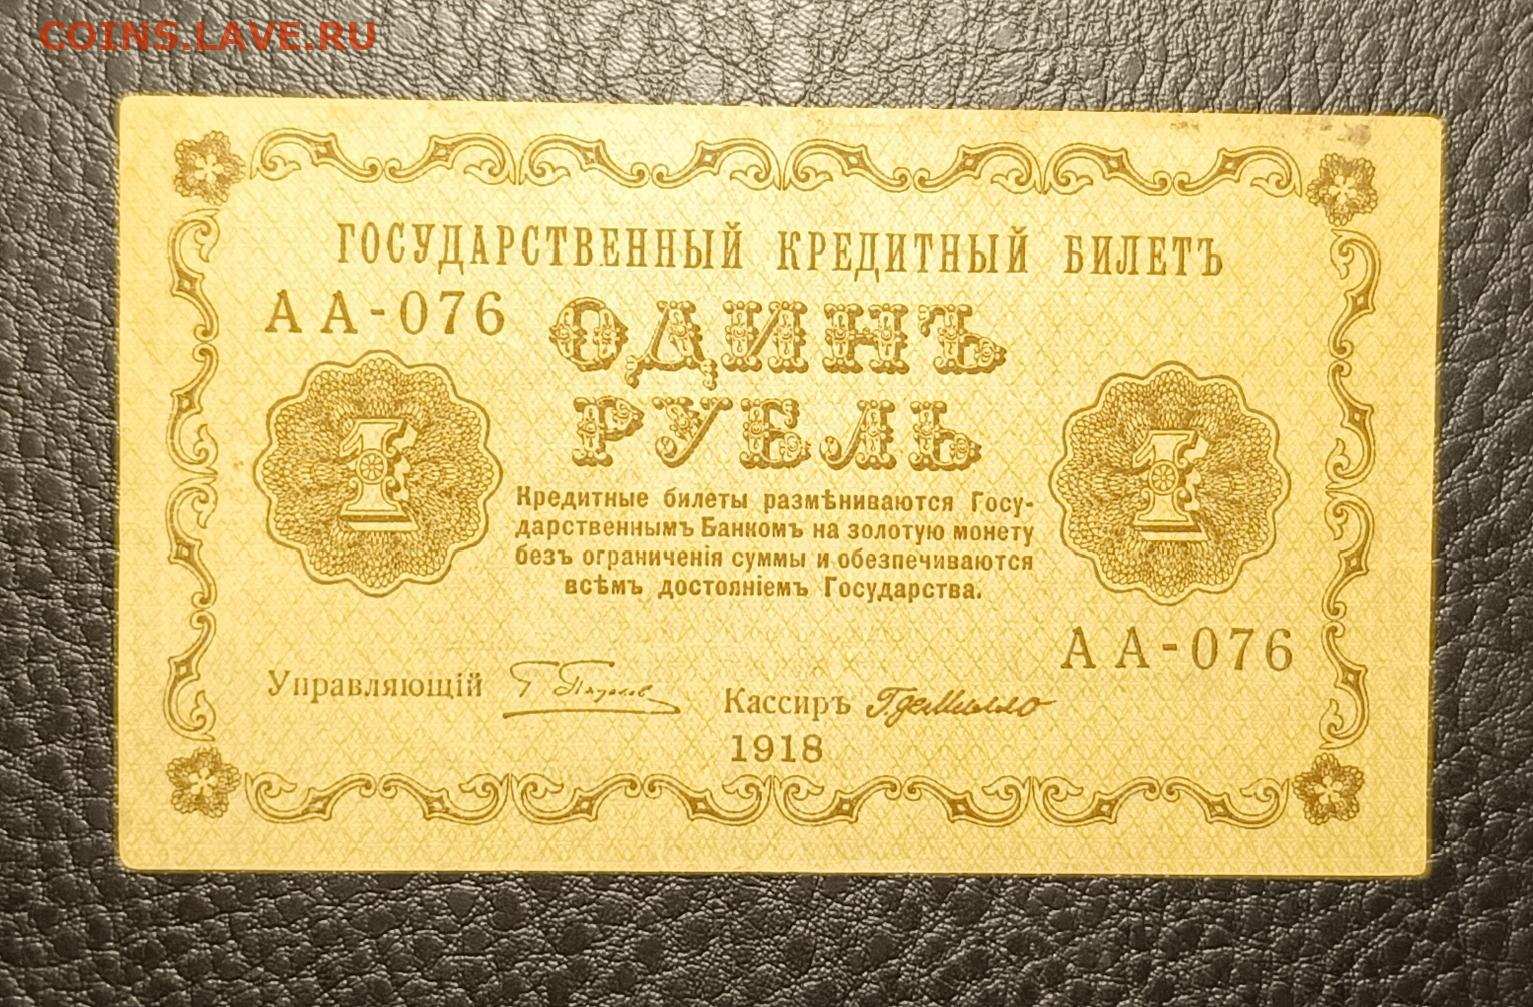 COINS.LAVE.RU
ГОСУДАРСТВЕННЫЙ КРЕДИТНЫЙ БИЛЕТЪ
АА-076
ОДИНЪ
РУБЛЬ
1
1
Кредитные билеты размѣниваются Госу-
дарственнымъ Банкомъ на золотую монету
безъ ограниченія суммы и обезпечиваются
всѣмъ достояніемъ Государства.
АА-076
Управляющій
Кассиръ ГдеМилло
1918